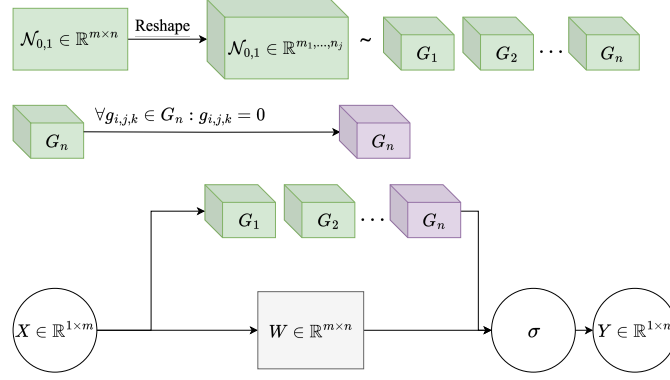 𝒩₀,₁ ∈ ℝ^{m×n} Reshape 𝒩₀,₁ ∈ ℝ^{m₁,...,n_j} ~ G₁ G₂ ... Gₙ
Gₙ ∀g_{i,j,k} ∈ Gₙ : g_{i,j,k} = 0 Gₙ
G₁ G₂ ... Gₙ
X ∈ ℝ^{1×m} W ∈ ℝ^{m×n} σ Y ∈ ℝ^{1×n}